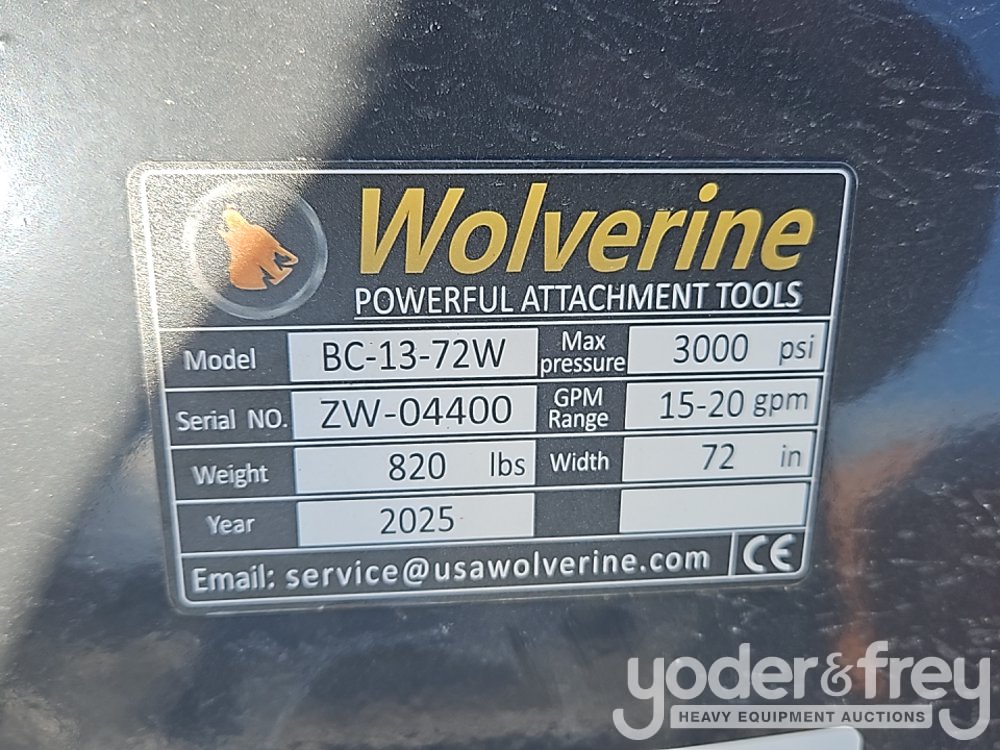 Wolverine
POWERFUL ATTACHMENT TOOLS
Model BC-13-72W Max pressure 3000 psi
Serial NO. ZW-04400 GPM Range 15-20 gpm
Weight 820 lbs Width 72 in
Year 2025
Email: service@usawolverine.com CE
yoder&frey
HEAVY EQUIPMENT AUCTIONS